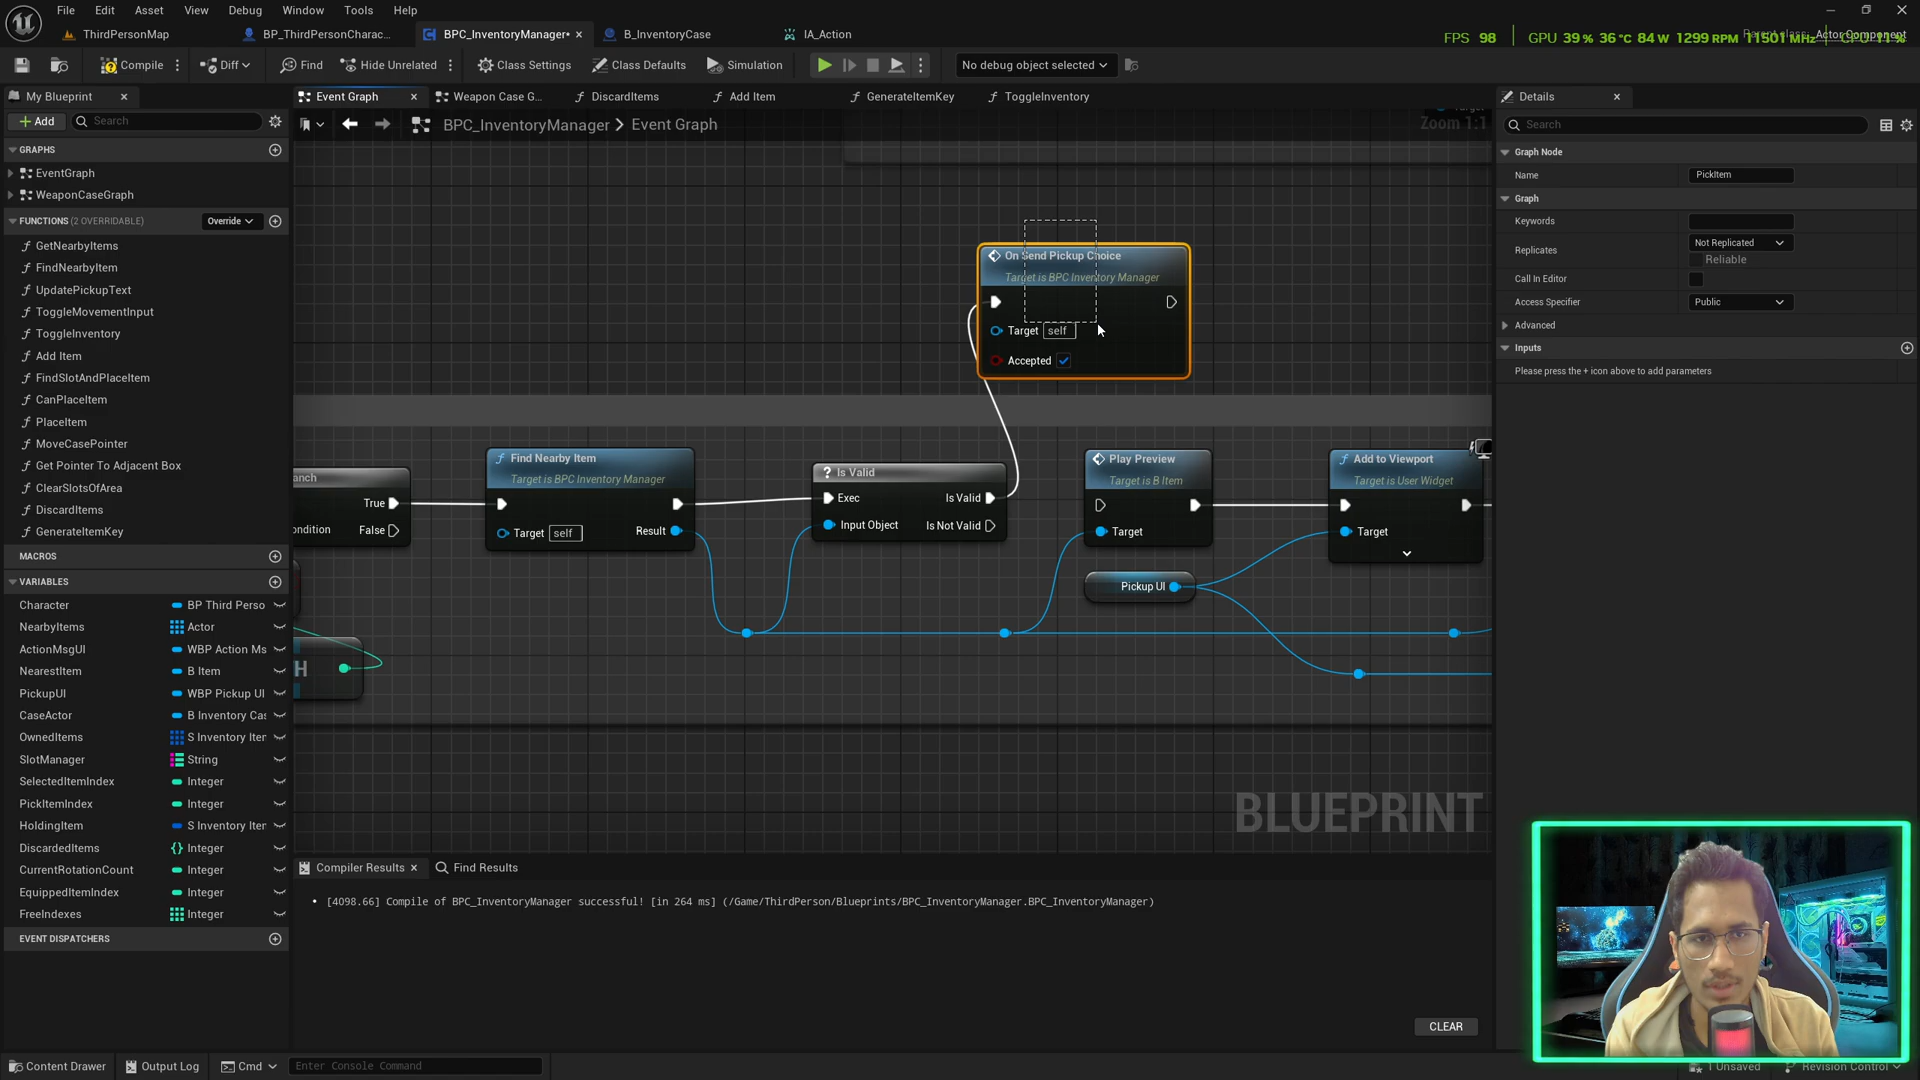 File Edit Asset View Debug Window Tools Help
ThirdPersonMap BP_ThirdPersonCharac... BPC_InventoryManager• B_InventoryCase IA_Action
FPS 98 GPU 39 % 36 °C 84 W 1299 RPM 11501 MHz CPU 11 %
ActorComponent
Compile Diff Find Hide Unrelated Class Settings Class Defaults Simulation No debug object selected
My Blueprint
Event Graph Weapon Case G... DiscardItems Add Item GenerateItemKey ToggleInventory
Details
Add Search
BPC_InventoryManager > Event Graph
Zoom 1:1
Search
GRAPHS
EventGraph
WeaponCaseGraph
FUNCTIONS (2 OVERRIDABLE) Override
GetNearbyItems
FindNearbyItem
UpdatePickupText
ToggleMovementInput
ToggleInventory
Add Item
FindSlotAndPlaceItem
CanPlaceItem
PlaceItem
MoveCasePointer
Get Pointer To Adjacent Box
ClearSlotsOfArea
DiscardItems
GenerateItemKey
MACROS
VARIABLES
Character BP Third Perso
NearbyItems Actor
ActionMsgUI WBP Action Ms
NearestItem B Item
PickupUI WBP Pickup UI
CaseActor B Inventory Cas
OwnedItems S Inventory Iter
SlotManager String
SelectedItemIndex Integer
PickItemIndex Integer
HoldingItem S Inventory Iter
DiscardedItems Integer
CurrentRotationCount Integer
EquippedItemIndex Integer
FreeIndexes Integer
EVENT DISPATCHERS
On Send Pickup Choice
Target is BPC Inventory Manager
Target self
Accepted
anch
True
ondition False
H
Find Nearby Item
Target is BPC Inventory Manager
Target self Result
? Is Valid
Exec Is Valid
Input Object Is Not Valid
Play Preview
Target is B Item
Target
Pickup UI
Add to Viewport
Target is User Widget
Target
BLUEPRINT
Graph Node
Name PickItem
Graph
Keywords
Replicates Not Replicated
Reliable
Call In Editor
Access Specifier Public
Advanced
Inputs
Please press the + icon above to add parameters
Compiler Results Find Results
• [4098.66] Compile of BPC_InventoryManager successful! [in 264 ms] (/Game/ThirdPerson/Blueprints/BPC_InventoryManager.BPC_InventoryManager)
CLEAR
Content Drawer Output Log Cmd Enter Console Command
1 Unsaved Revision Control